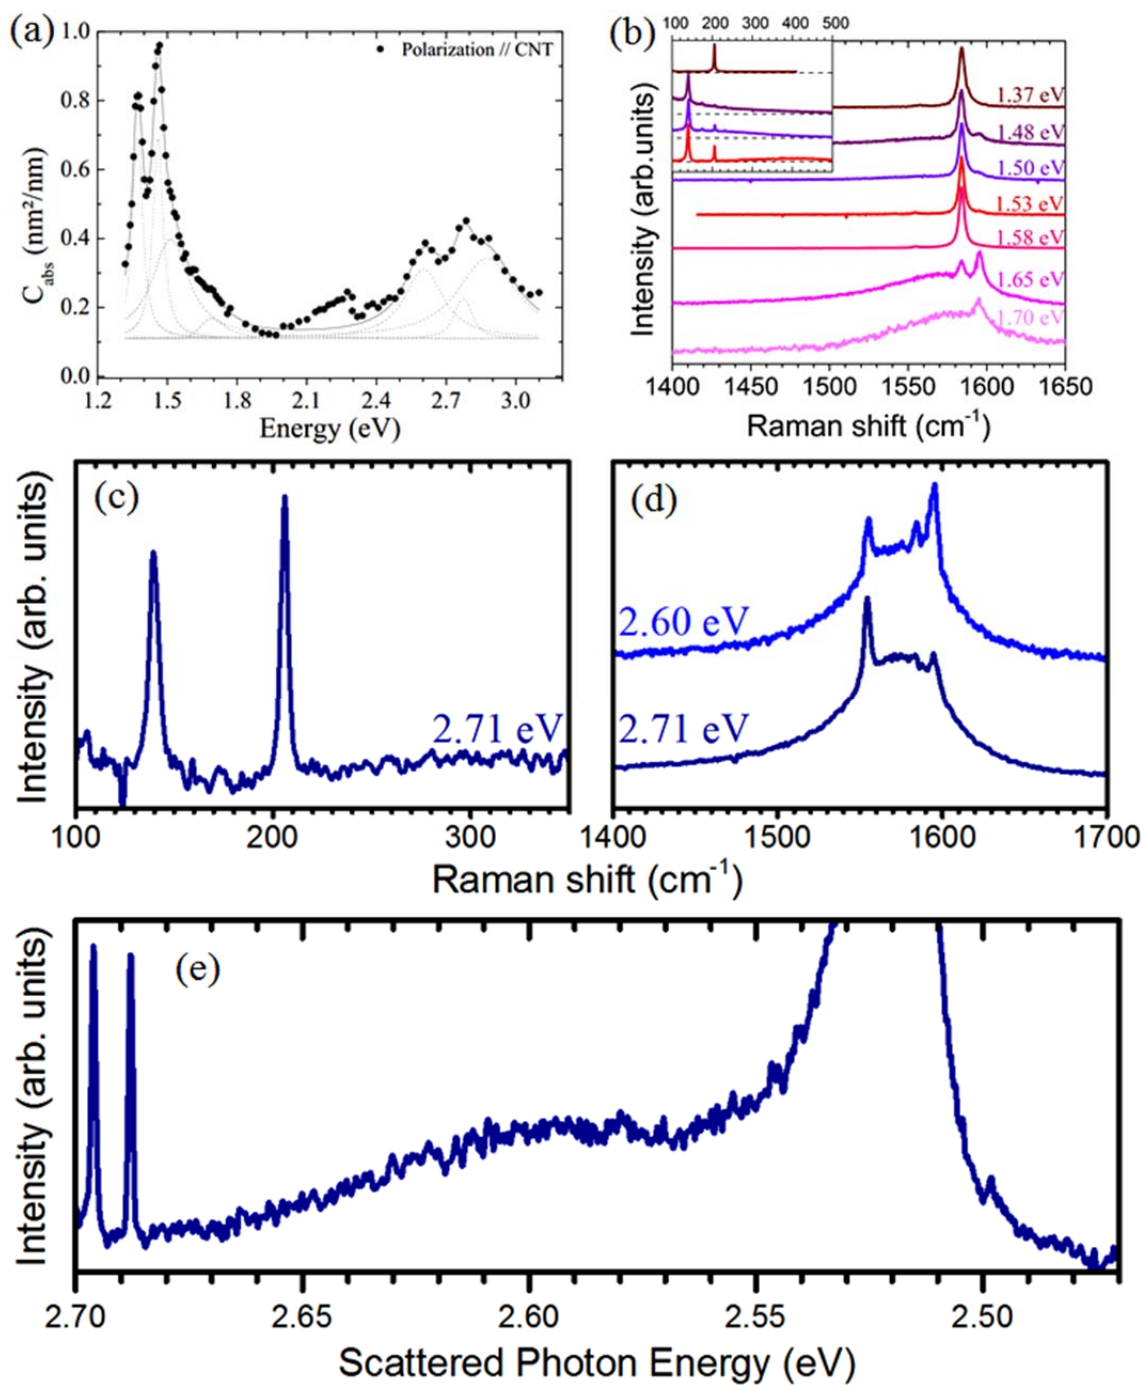 (a)
1.0
0.8
0.6
0.4
0.2
0.0
C_abs (nm²/nm)
Polarization // CNT
1.2 1.5 1.8 2.1 2.4 2.7 3.0
Energy (eV)
(b)
100 200 300 400 500
Intensity (arb.units)
1.37 eV
1.48 eV
1.50 eV
1.53 eV
1.58 eV
1.65 eV
1.70 eV
1400 1450 1500 1550 1600 1650
Raman shift (cm⁻¹)
(c)
Intensity (arb. units)
2.71 eV
100 200 300
(d)
2.60 eV
2.71 eV
1400 1500 1600 1700
Raman shift (cm⁻¹)
(e)
Intensity (arb. units)
2.70 2.65 2.60 2.55 2.50
Scattered Photon Energy (eV)